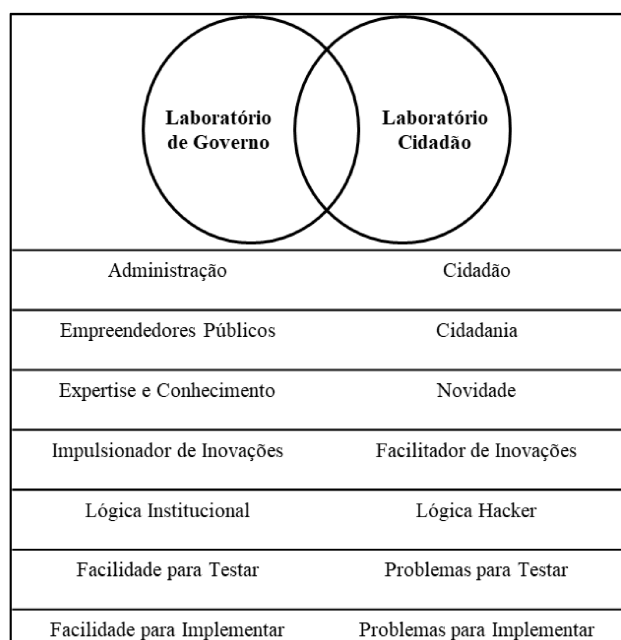 Laboratório de Governo
Laboratório Cidadão
Administração Cidadão
Empreendedores Públicos Cidadania
Expertise e Conhecimento Novidade
Impulsionador de Inovações Facilitador de Inovações
Lógica Institucional Lógica Hacker
Facilidade para Testar Problemas para Testar
Facilidade para Implementar Problemas para Implementar